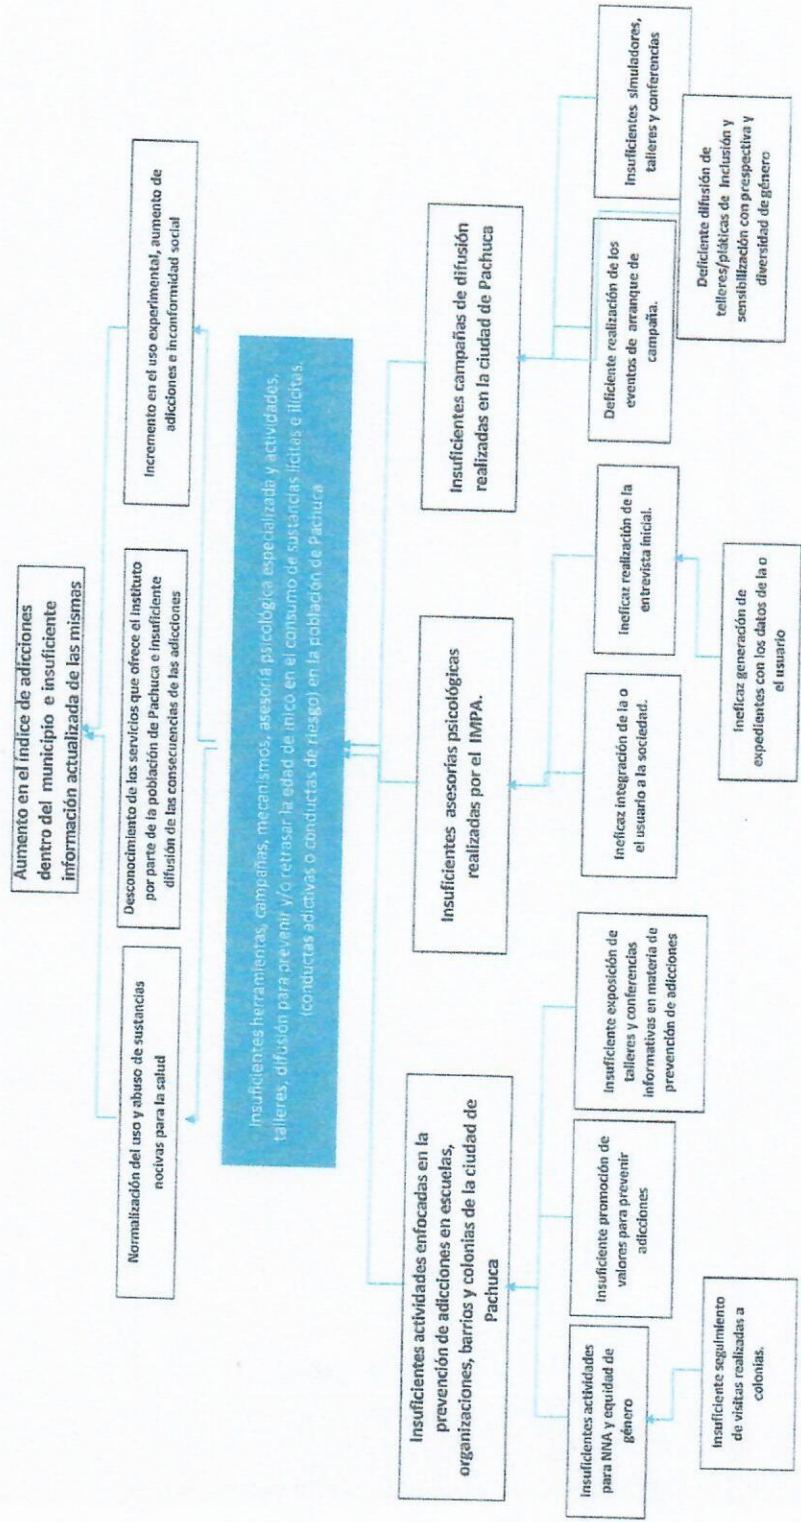 Aumento en el índice de adicciones
dentro del municipio e insuficiente
información actualizada de las mismas
Normalización del uso y abuso de sustancias
nocivas para la salud
Desconocimiento de los servicios que ofrece el Instituto
por parte de la población de Pachuca e insuficiente
difusión de las consecuencias de las adicciones
Incremento en el uso experimental, aumento de
adicciones e inconformidad social
Insuficientes herramientas, campañas, mecanismos, asesoría psicológica especializada y actividades,
talleres, difusión para prevenir y/o retrasar la edad de inico en el consumo de sustancias lícitas e ilícitas,
(conductas adictivas o conductas de riesgo) en la población de Pachuca
Insuficientes actividades enfocadas en la
prevención de adicciones en escuelas,
organizaciones, barrios y colonias de la ciudad de
Pachuca
Insuficientes asesorías psicológicas
realizadas por el IMPA.
Insuficientes campañas de difusión
realizadas en la ciudad de Pachuca
Insuficientes actividades
para NNA y equidad de
género
Insuficiente promoción de
valores para prevenir
adicciones
Insuficiente exposición de
talleres y conferencias
informativas en materia de
prevención de adicciones
Ineficaz integración de la o
el usuario a la sociedad.
Ineficaz realización de la
entrevista inicial.
Deficiente realización de los
eventos de arranque de
campaña.
Insuficientes simuladores,
talleres y conferencias
Insuficiente seguimiento
de visitas realizadas a
colonias.
Ineficaz generación de
expedientes con los datos de la o
el usuario
Deficiente difusión de
telleres/pláticas de Inclusión y
sensibilización con prespectiva y
diversidad de género